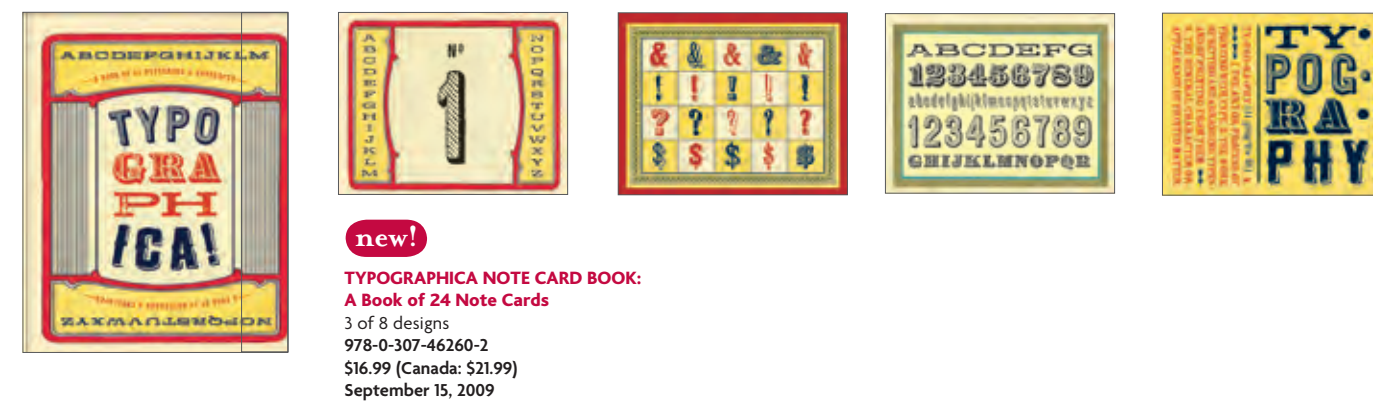 ABCDEFGHIJKLM
TYPO
GRA
PH
ICA!
NOPQRSTUVWXYZ
ABCDEFGHIJKLM
Nº
1
NOPQRSTUVWXYZ
& & & & &
! ! ! ! !
? ? ? ? ?
$ $ $ $ $
ABCDEFG
123456789
123456789
GHIJKLMNOPQR
TY·
POG·
RA·
PHY
new!
TYPOGRAPHICA NOTE CARD BOOK:
A Book of 24 Note Cards
3 of 8 designs
978-0-307-46260-2
$16.99 (Canada: $21.99)
September 15, 2009